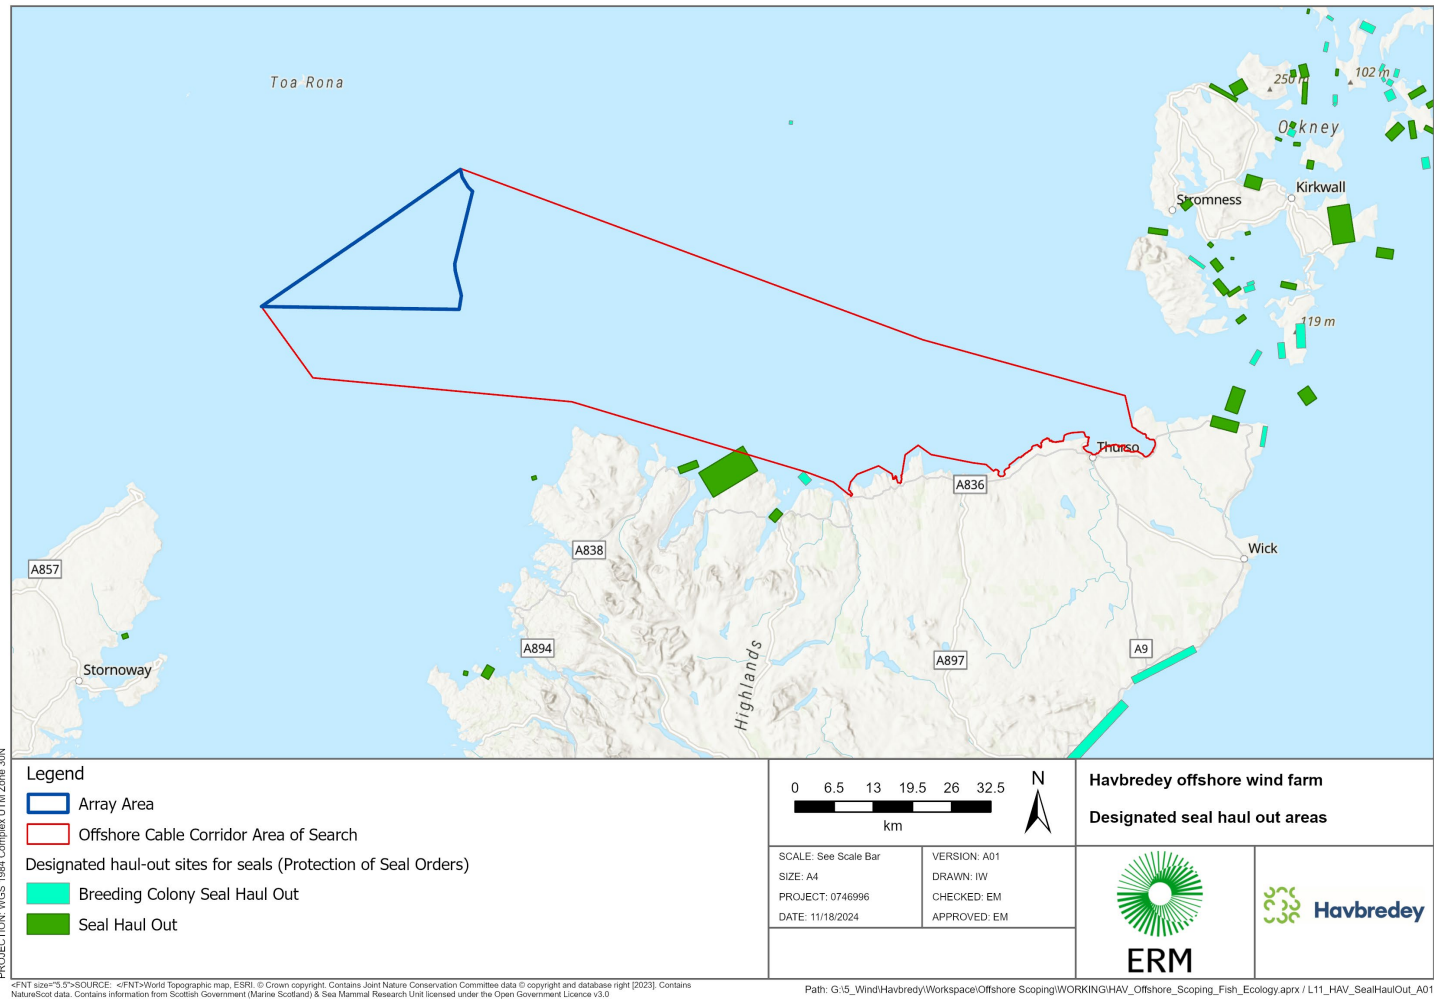 Toa Rona
250 m
102 m
Orkney
Kirkwall
Stromness
119 m
Thurso
A836
A857
A838
Wick
Stornoway
A894
Highlands
A897
A9
PROJECTION: WGS 1984 Complex UTM Zone 30N
Legend
Array Area
Offshore Cable Corridor Area of Search
Designated haul-out sites for seals (Protection of Seal Orders)
Breeding Colony Seal Haul Out
Seal Haul Out
0 6.5 13 19.5 26 32.5
km
N
SCALE: See Scale Bar
SIZE: A4
PROJECT: 0746996
DATE: 11/18/2024
VERSION: A01
DRAWN: IW
CHECKED: EM
APPROVED: EM
Havbredey offshore wind farm
Designated seal haul out areas
ERM
Havbredey
<FNT size="5.5">SOURCE: </FNT>World Topographic map, ESRI. © Crown copyright. Contains Joint Nature Conservation Committee data © copyright and database right [2023]. Contains
NatureScot data. Contains information from Scottish Government (Marine Scotland) & Sea Mammal Research Unit licensed under the Open Government Licence v3.0
Path: G:\5_Wind\Havbredy\Workspace\Offshore Scoping\WORKING\HAV_Offshore_Scoping_Fish_Ecology.aprx / L11_HAV_SealHaulOut_A01